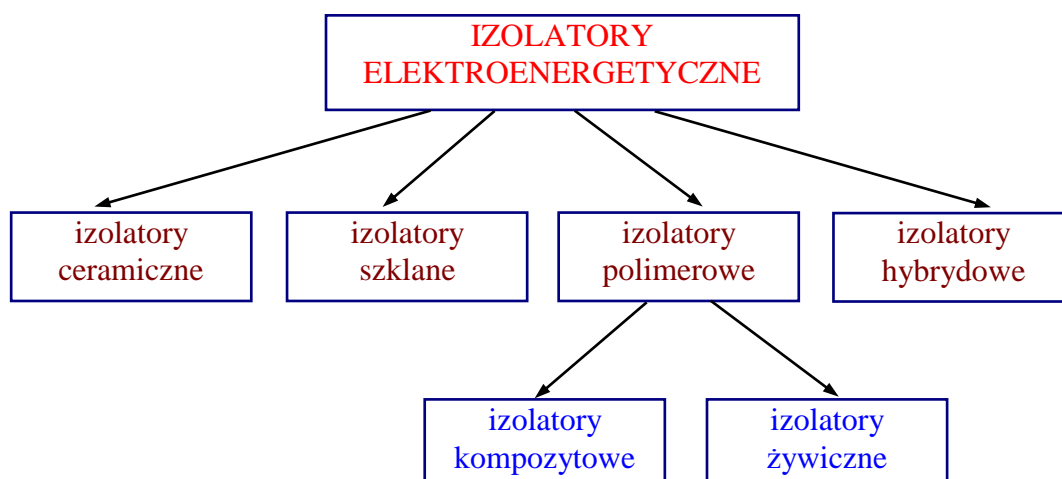 IZOLATORY
ELEKTROENERGETYCZNE
izolatory
ceramiczne
izolatory
szklane
izolatory
polimerowe
izolatory
hybrydowe
izolatory
kompozytowe
izolatory
żywiczne